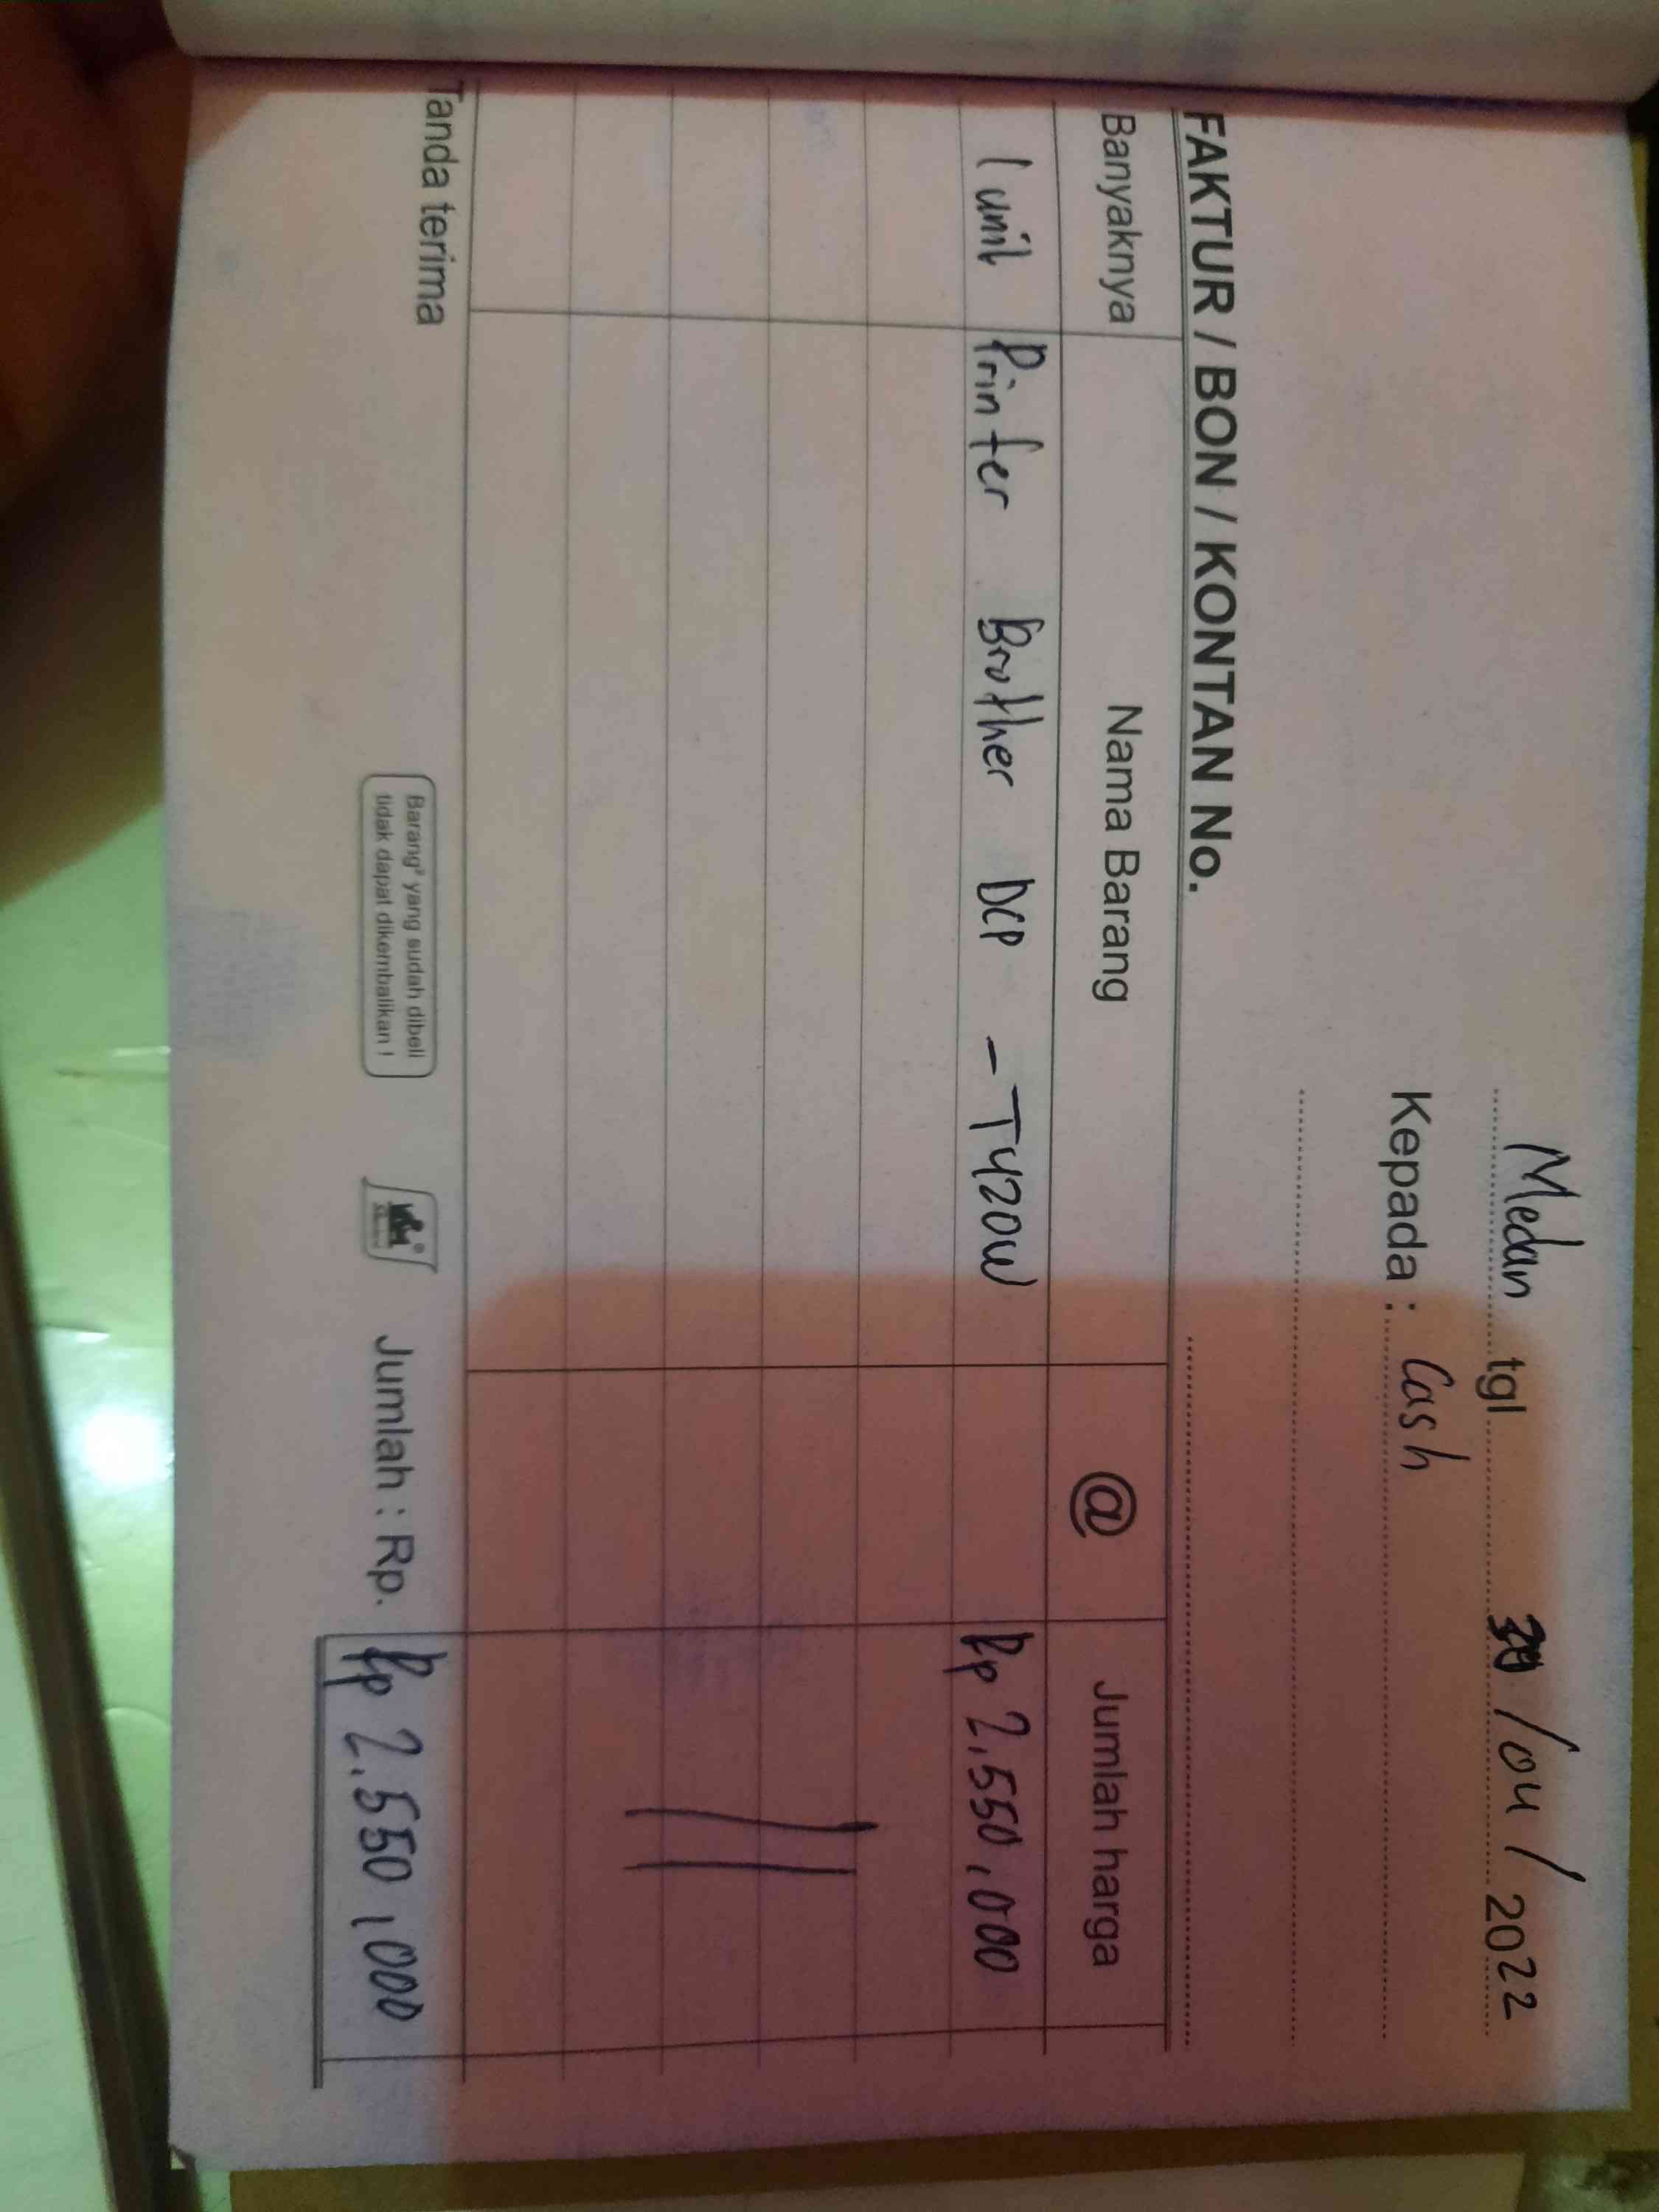 Medan tgl / 04 / 2022
Kepada : Cash
FAKTUR / BON / KONTAN No.
Banyaknya Nama Barang @ Jumlah harga
1 unit Printer Brother DCP - T420W Rp 2.550.000
Tanda terima
Barang² yang sudah dibeli
tidak dapat dikembalikan !
Jumlah : Rp. Rp 2.550.000